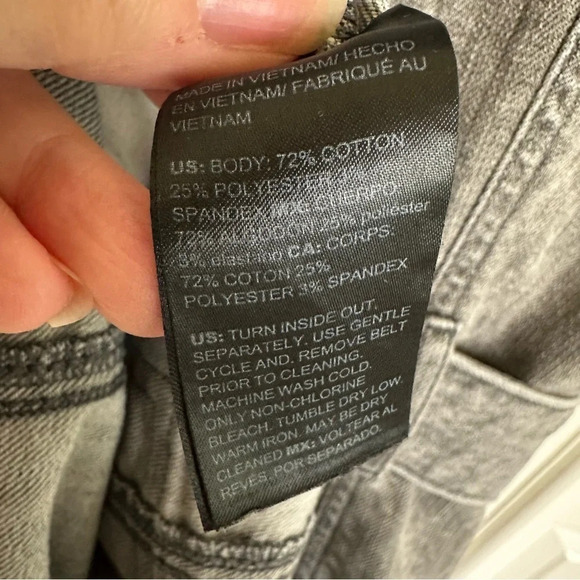 MADE IN VIETNAM/ HECHO
EN VIETNAM/ FABRIQUÉ AU
VIETNAM
US: BODY: 72% COTTON
25% POLYESTER
SPANDEX CUERPO:
72% ALGODON 25% poliester
3% elastano CA: CORPS:
72% COTON 25%
POLYESTER 3% SPANDEX
US: TURN INSIDE OUT.
SEPARATELY. USE GENTLE
CYCLE AND. REMOVE BELT
PRIOR TO CLEANING.
MACHINE WASH COLD.
ONLY NON-CHLORINE
BLEACH. TUMBLE DRY LOW.
WARM IRON. MAY BE DRY
CLEANED MX: VOLTEAR AL
REVES. POR SEPARADO.